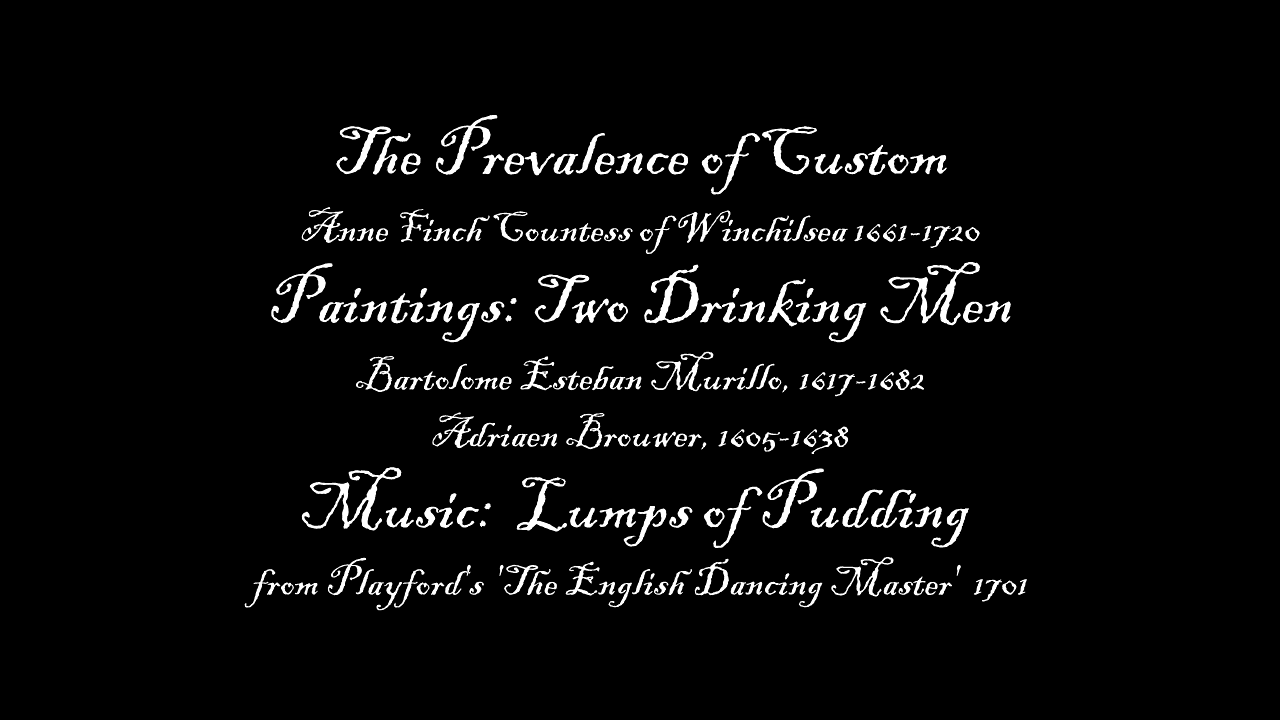 The Prevalence of Custom
Anne Finch Countess of Winchilsea 1661-1720
Paintings: Two Drinking Men
Bartolome Esteban Murillo, 1617-1682
Adriaen Brouwer, 1605-1638
Music: Lumps of Pudding
from Playford's 'The English Dancing Master' 1701